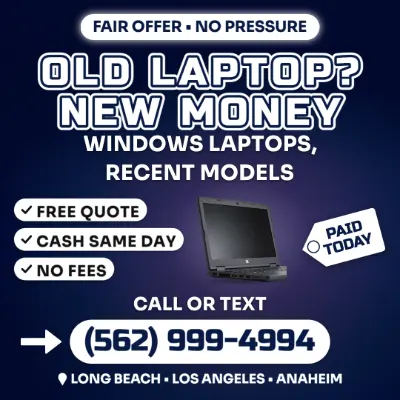 FAIR OFFER • NO PRESSURE
OLD LAPTOP?
NEW MONEY
WINDOWS LAPTOPS,
RECENT MODELS
FREE QUOTE
CASH SAME DAY
NO FEES
PAID
TODAY
CALL OR TEXT
(562) 999-4994
LONG BEACH • LOS ANGELES • ANAHEIM